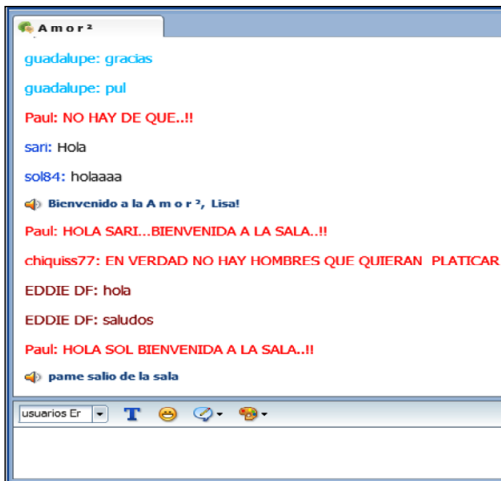 Amor²
guadalupe: gracias
guadalupe: pul
Paul: NO HAY DE QUE..!!
sari: Hola
sol84: holaaaa
Bienvenido a la A m o r ², Lisa!
Paul: HOLA SARI...BIENVENIDA A LA SALA..!!
chiquiss77: EN VERDAD NO HAY HOMBRES QUE QUIERAN PLATICAR
EDDIE DF: hola
EDDIE DF: saludos
Paul: HOLA SOL BIENVENIDA A LA SALA..!!
pame salio de la sala
usuarios Er T